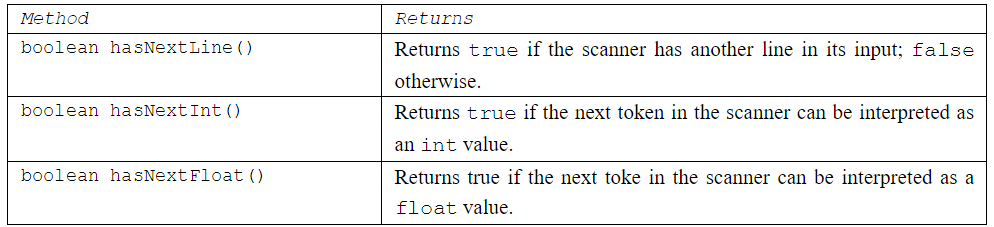 Method Returns
boolean hasNextLine() Returns true if the scanner has another line in its input; false
otherwise.
boolean hasNextInt() Returns true if the next token in the scanner can be interpreted as
an int value.
boolean hasNextFloat() Returns true if the next toke in the scanner can be interpreted as a
float value.